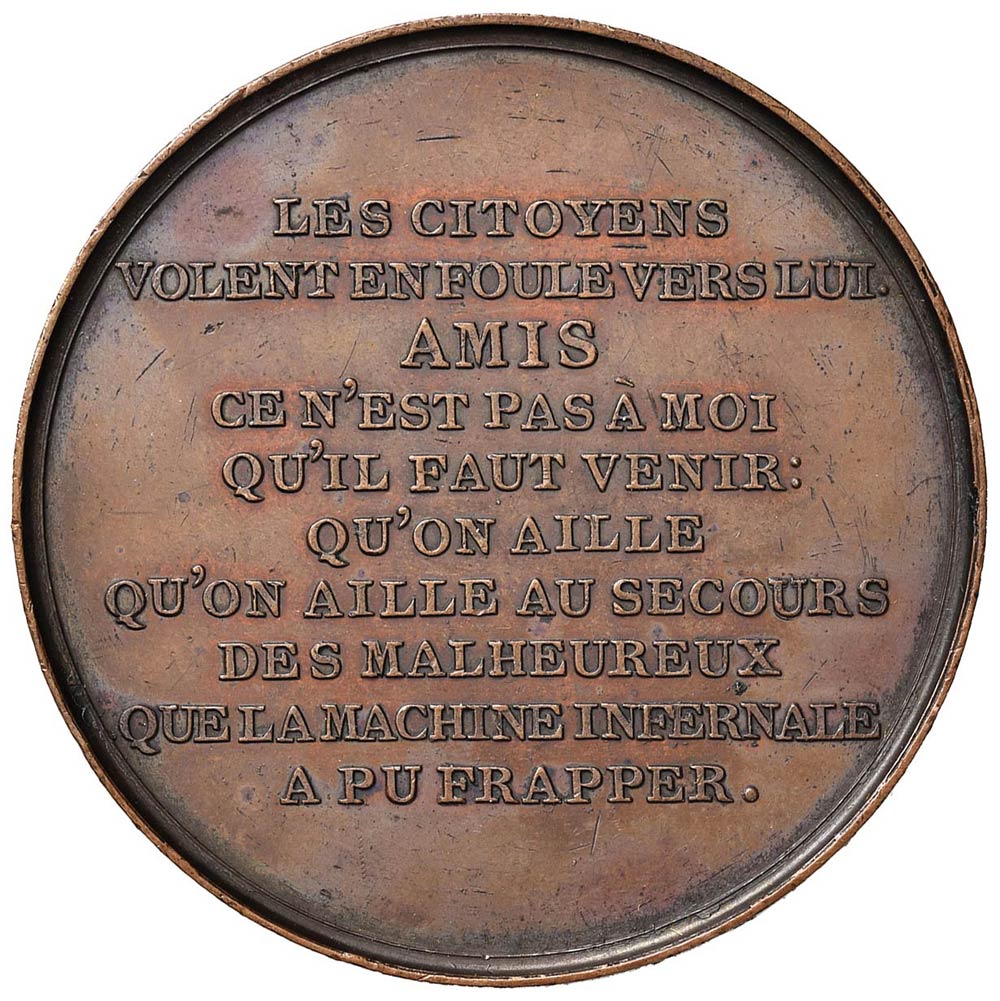 LES CITOYENS
VOLENT EN FOULE VERS LUI.
AMIS
CE N'EST PAS À MOI
QU'IL FAUT VENIR:
QU'ON AILLE
QU'ON AILLE AU SECOURS
DES MALHEUREUX
QUE LA MACHINE INFERNALE
A PU FRAPPER.